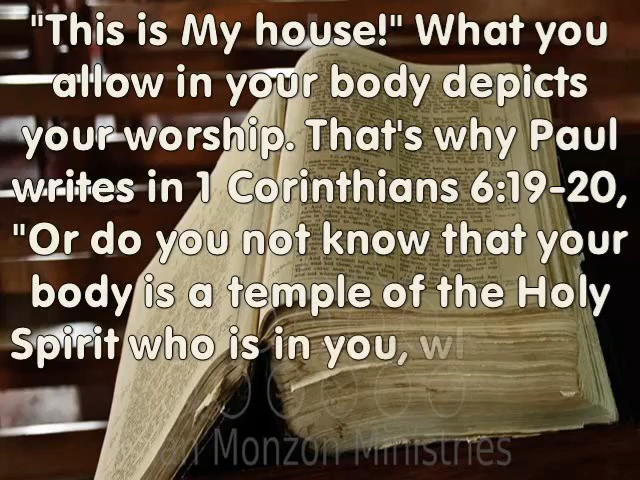 "This is My house!" What you
allow in your body depicts
your worship. That's why Paul
writes in 1 Corinthians 6:19-20,
"Or do you not know that your
body is a temple of the Holy
Spirit who is in you,
Monzon Ministries